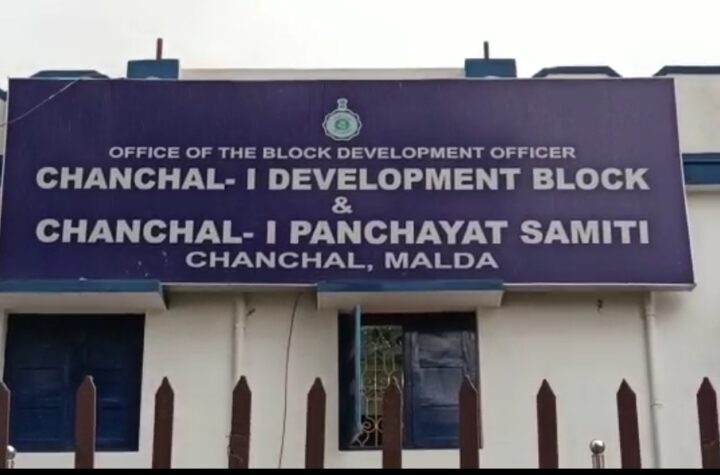 OFFICE OF THE BLOCK DEVELOPMENT OFFICER
CHANCHAL- I DEVELOPMENT BLOCK
&
CHANCHAL- I PANCHAYAT SAMITI
CHANCHAL, MALDA